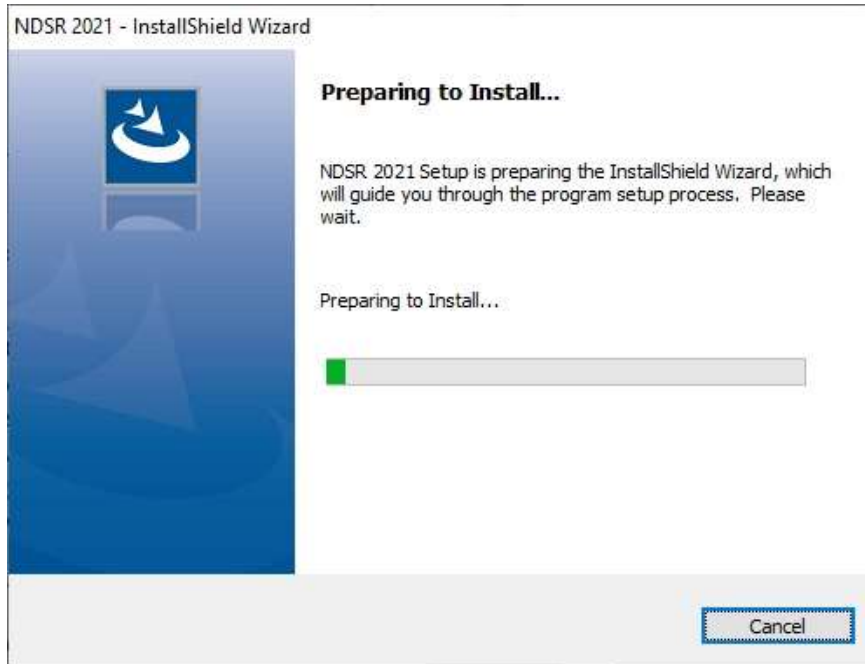 NDSR 2021 - InstallShield Wizard
Preparing to Install...
NDSR 2021 Setup is preparing the InstallShield Wizard, which
will guide you through the program setup process.  Please
wait.
Preparing to Install...
Cancel